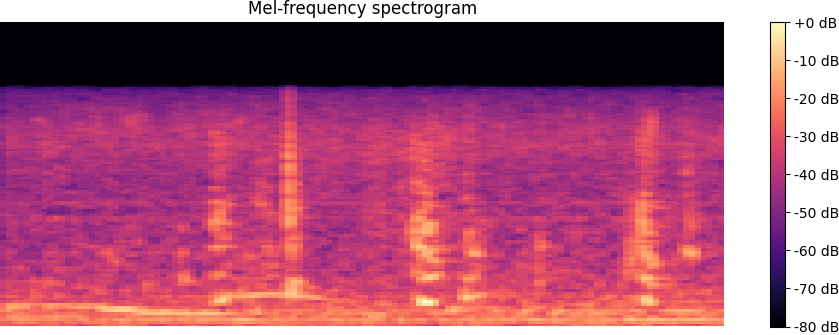 Mel-frequency spectrogram
+0 dB
-10 dB
-20 dB
-30 dB
-40 dB
-50 dB
-60 dB
-70 dB
-80 dB